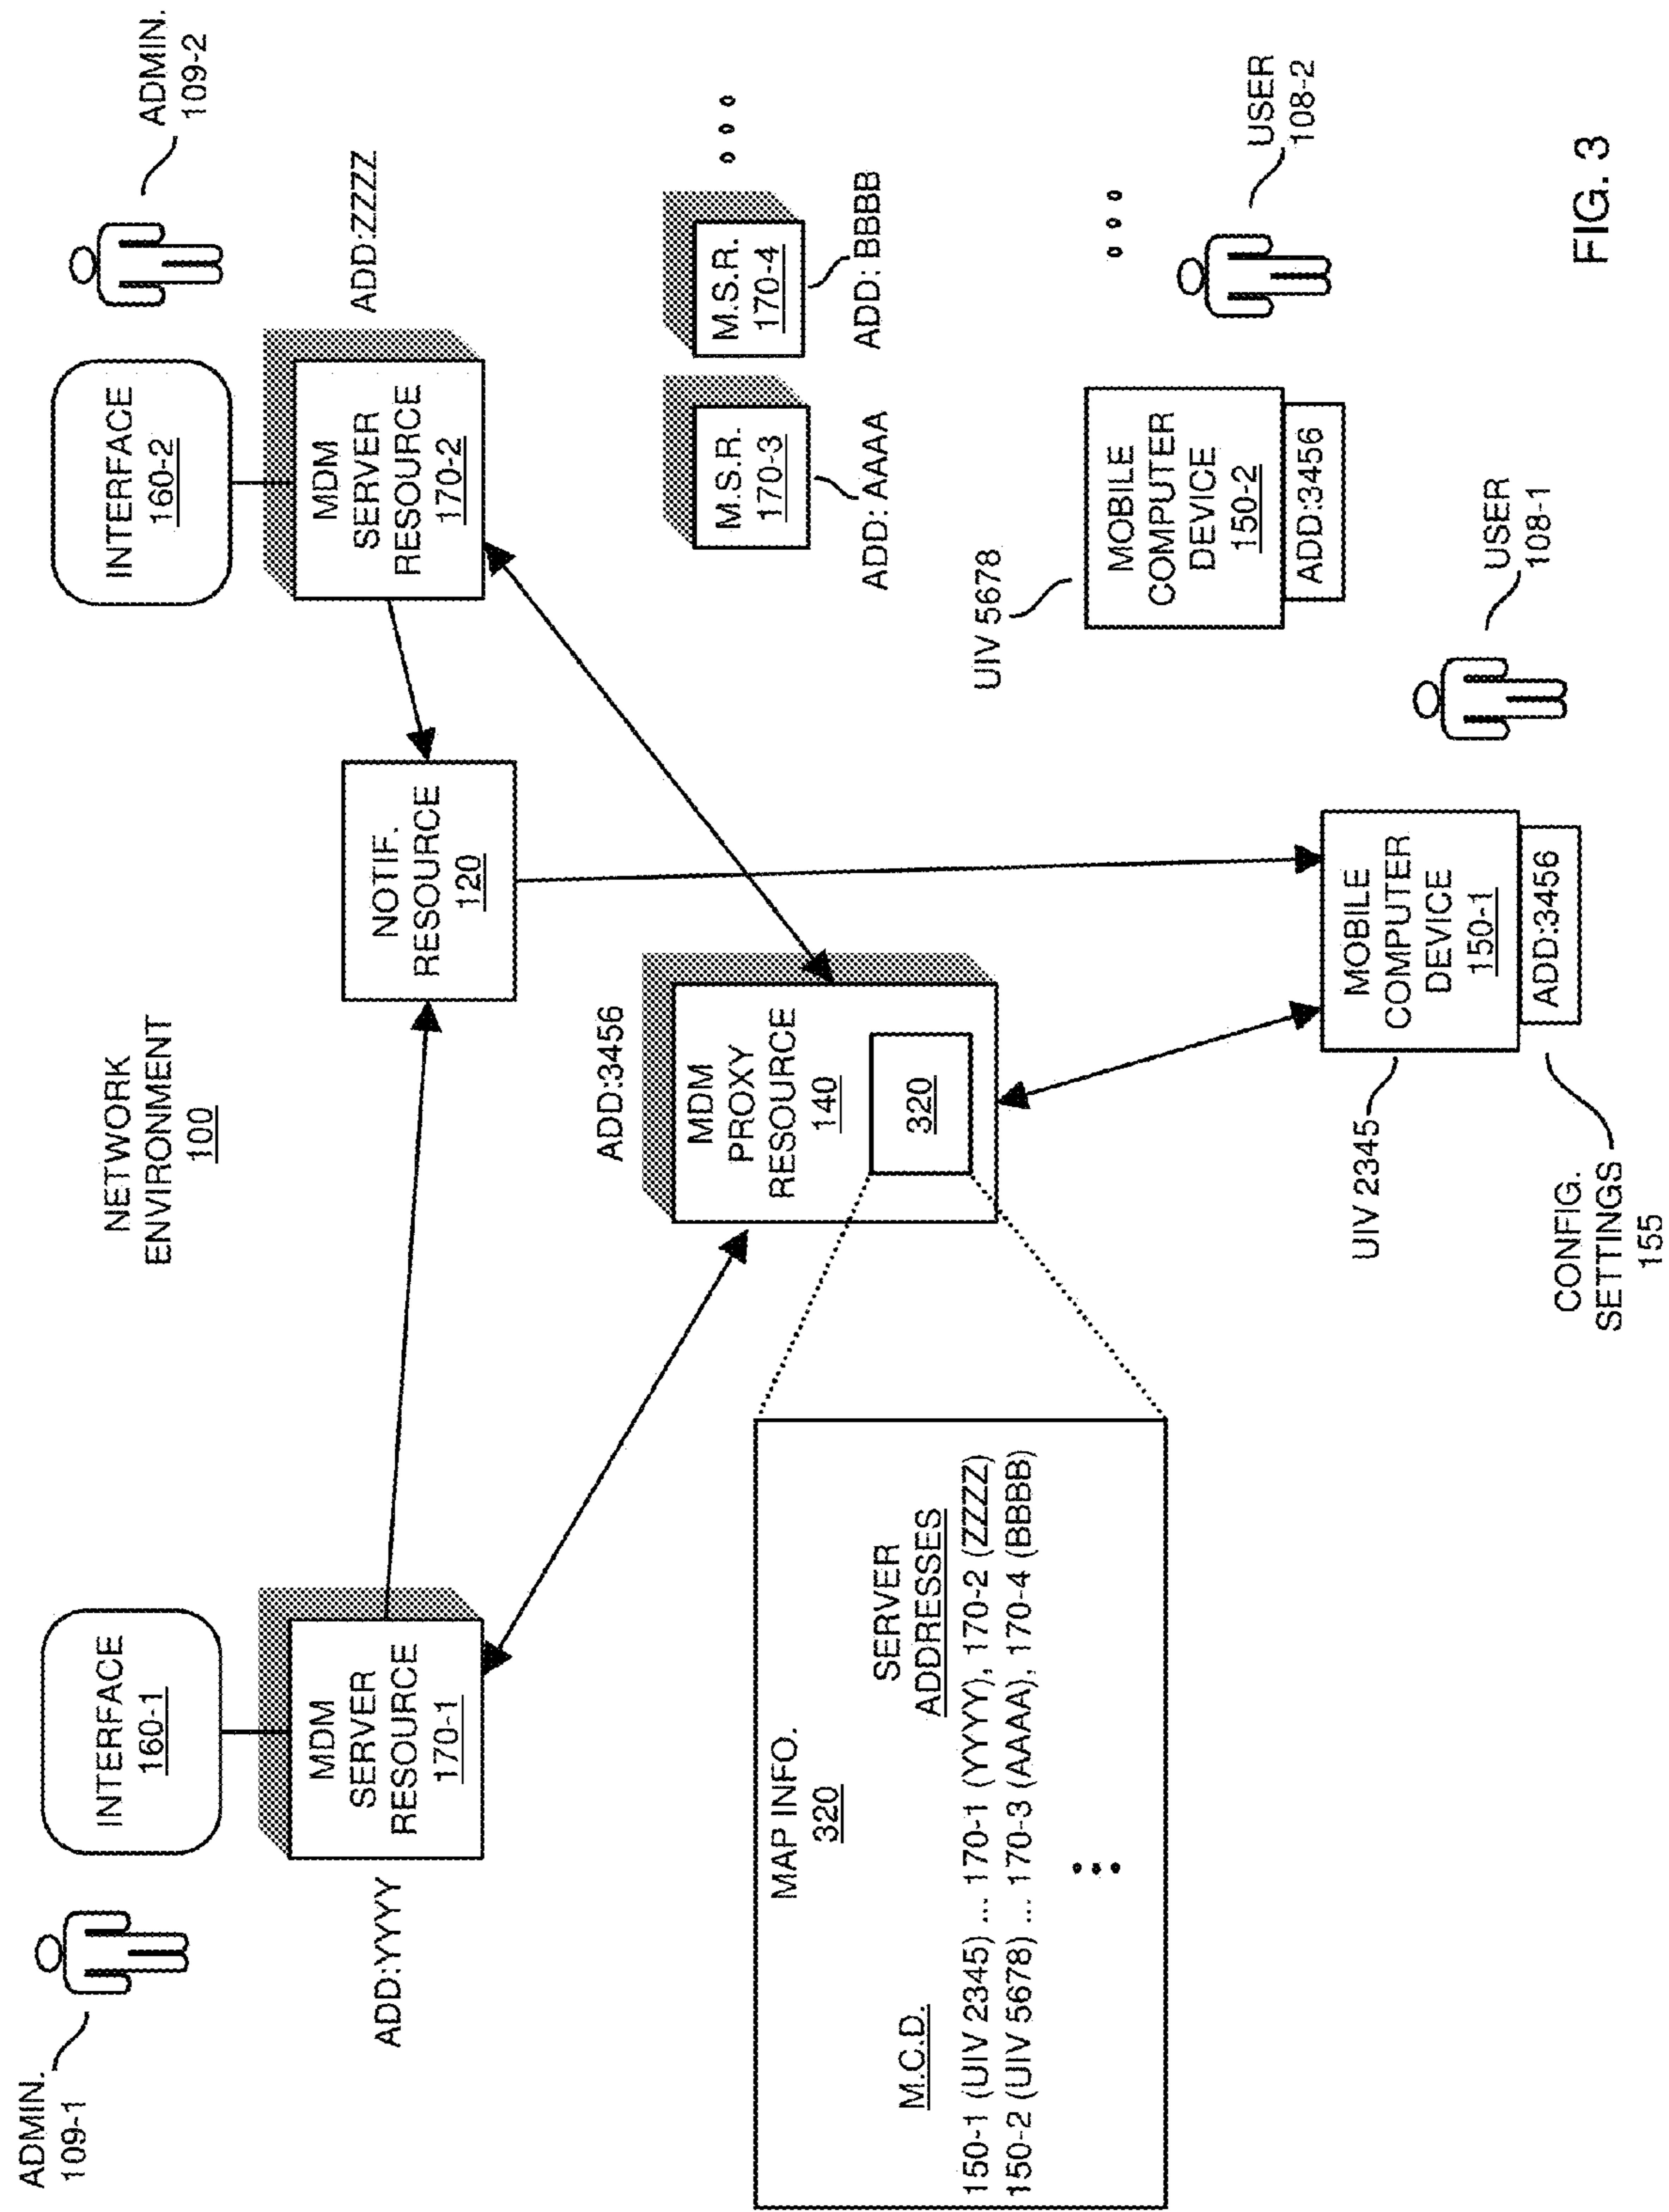 NETWORK
ENVIRONMENT
100
ADMIN.
109-1
INTERFACE
160-1
ADD:YYYY
MDM
SERVER
RESOURCE
170-1
INTERFACE
160-2
ADMIN.
109-2
MDM
SERVER
RESOURCE
170-2
ADD:ZZZZ
NOTIF.
RESOURCE
120
ADD:3456
MDM
PROXY
RESOURCE
140
320
M.S.R.
170-3
ADD: AAAA
M.S.R.
170-4
ADD: BBBB
MAP INFO.
320
M.C.D.
SERVER
ADDRESSES
150-1 (UIV 2345) ... 170-1 (YYYY), 170-2 (ZZZZ)
150-2 (UIV 5678) ... 170-3 (AAAA), 170-4 (BBBB)
UIV 5678
MOBILE
COMPUTER
DEVICE
150-2
ADD:3456
USER
108-2
UIV 2345
MOBILE
COMPUTER
DEVICE
150-1
ADD:3456
USER
108-1
CONFIG.
SETTINGS
155
FIG. 3